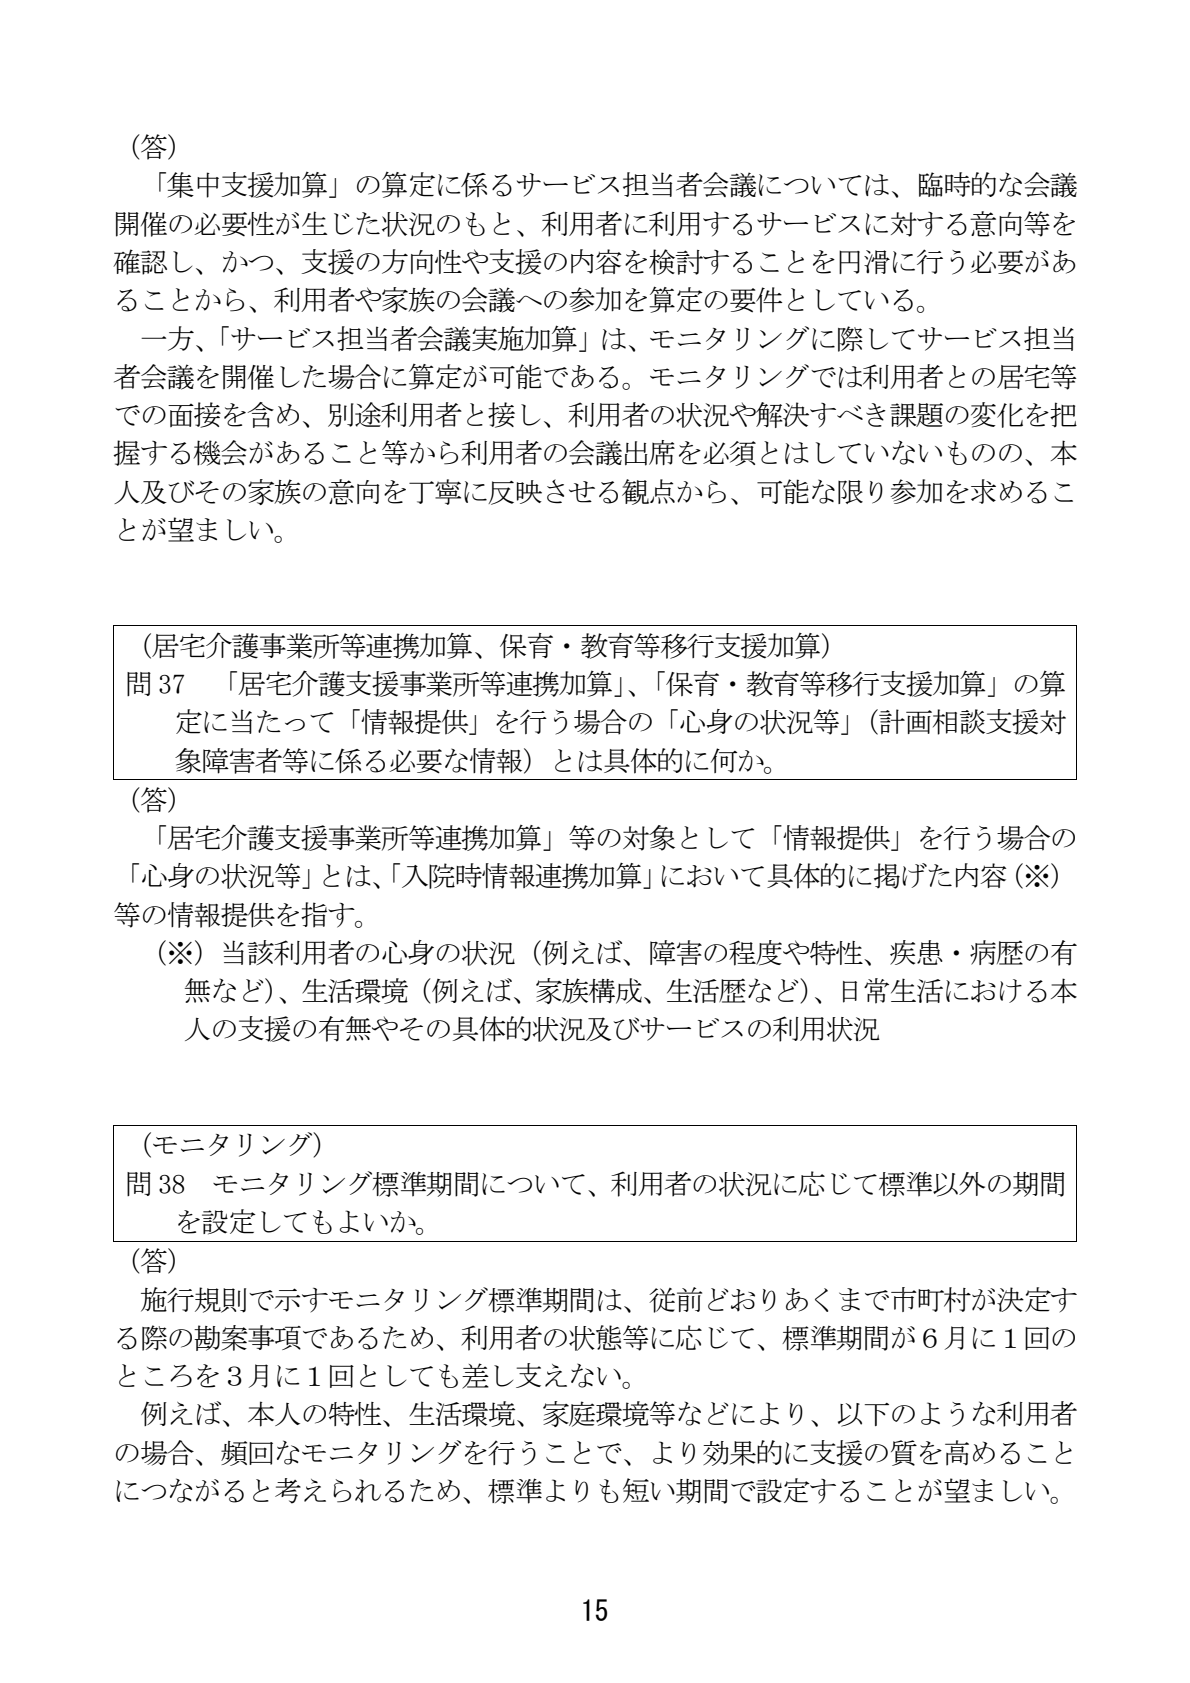 （答）
「集中支援加算」の算定に係るサービス担当者会議については、臨時的な会議
開催の必要性が生じた状況のもと、利用者に利用するサービスに対する意向等を
確認し、かつ、支援の方向性や支援の内容を検討することを円滑に行う必要があ
ることから、利用者や家族の会議への参加を算定の要件としている。
一方、「サービス担当者会議実施加算」は、モニタリングに際してサービス担当
者会議を開催した場合に算定が可能である。モニタリングでは利用者との居宅等
での面接を含め、別途利用者と接し、利用者の状況や解決すべき課題の変化を把
握する機会があること等から利用者の会議出席を必須とはしていないものの、本
人及びその家族の意向を丁寧に反映させる観点から、可能な限り参加を求めるこ
とが望ましい。
（居宅介護事業所等連携加算、保育・教育等移行支援加算）
問 37　「居宅介護支援事業所等連携加算」、「保育・教育等移行支援加算」の算
定に当たって「情報提供」を行う場合の「心身の状況等」（計画相談支援対
象障害者等に係る必要な情報）とは具体的に何か。
（答）
「居宅介護支援事業所等連携加算」等の対象として「情報提供」を行う場合の
「心身の状況等」とは、「入院時情報連携加算」において具体的に掲げた内容（※）
等の情報提供を指す。
（※）当該利用者の心身の状況（例えば、障害の程度や特性、疾患・病歴の有
無など）、生活環境（例えば、家族構成、生活歴など）、日常生活における本
人の支援の有無やその具体的状況及びサービスの利用状況
（モニタリング）
問 38　モニタリング標準期間について、利用者の状況に応じて標準以外の期間
を設定してもよいか。
（答）
施行規則で示すモニタリング標準期間は、従前どおりあくまで市町村が決定す
る際の勘案事項であるため、利用者の状態等に応じて、標準期間が６月に１回の
ところを３月に１回としても差し支えない。
例えば、本人の特性、生活環境、家庭環境等などにより、以下のような利用者
の場合、頻回なモニタリングを行うことで、より効果的に支援の質を高めること
につながると考えられるため、標準よりも短い期間で設定することが望ましい。
15